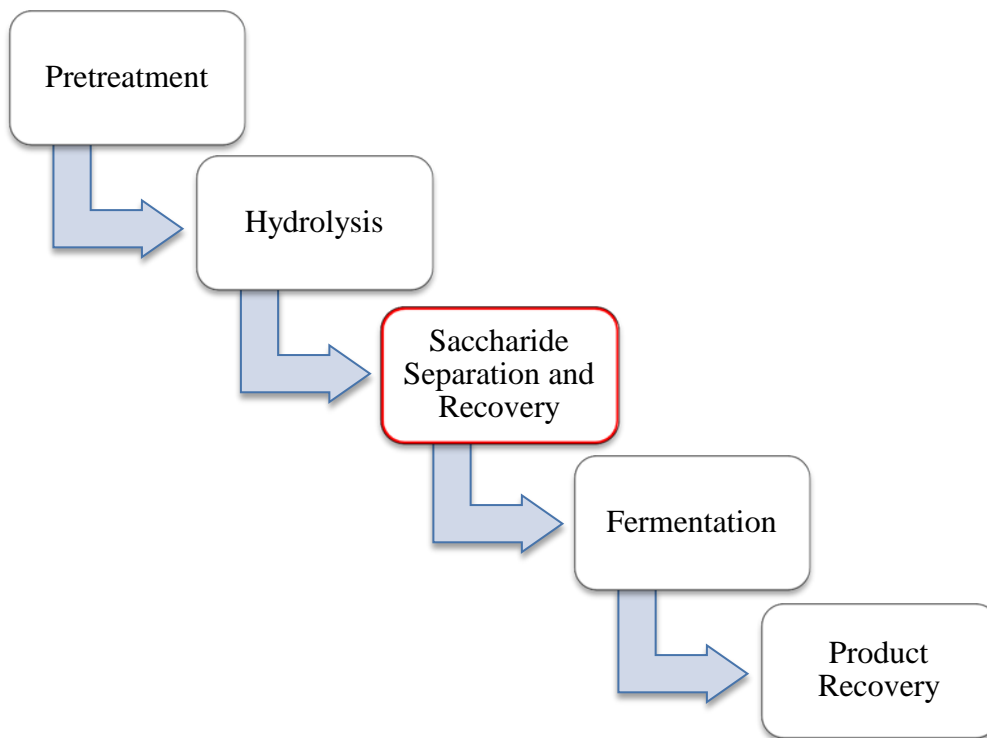 Pretreatment
Hydrolysis
Saccharide
Separation and
Recovery
Fermentation
Product
Recovery